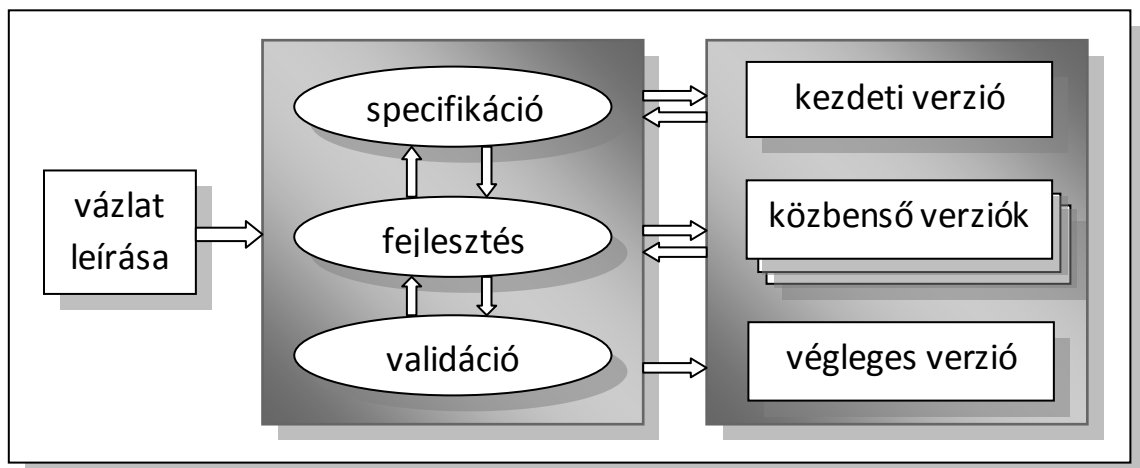 vázlat
leírása
specifikáció
fejlesztés
validáció
kezdeti verzió
közbenső verziók
végleges verzió